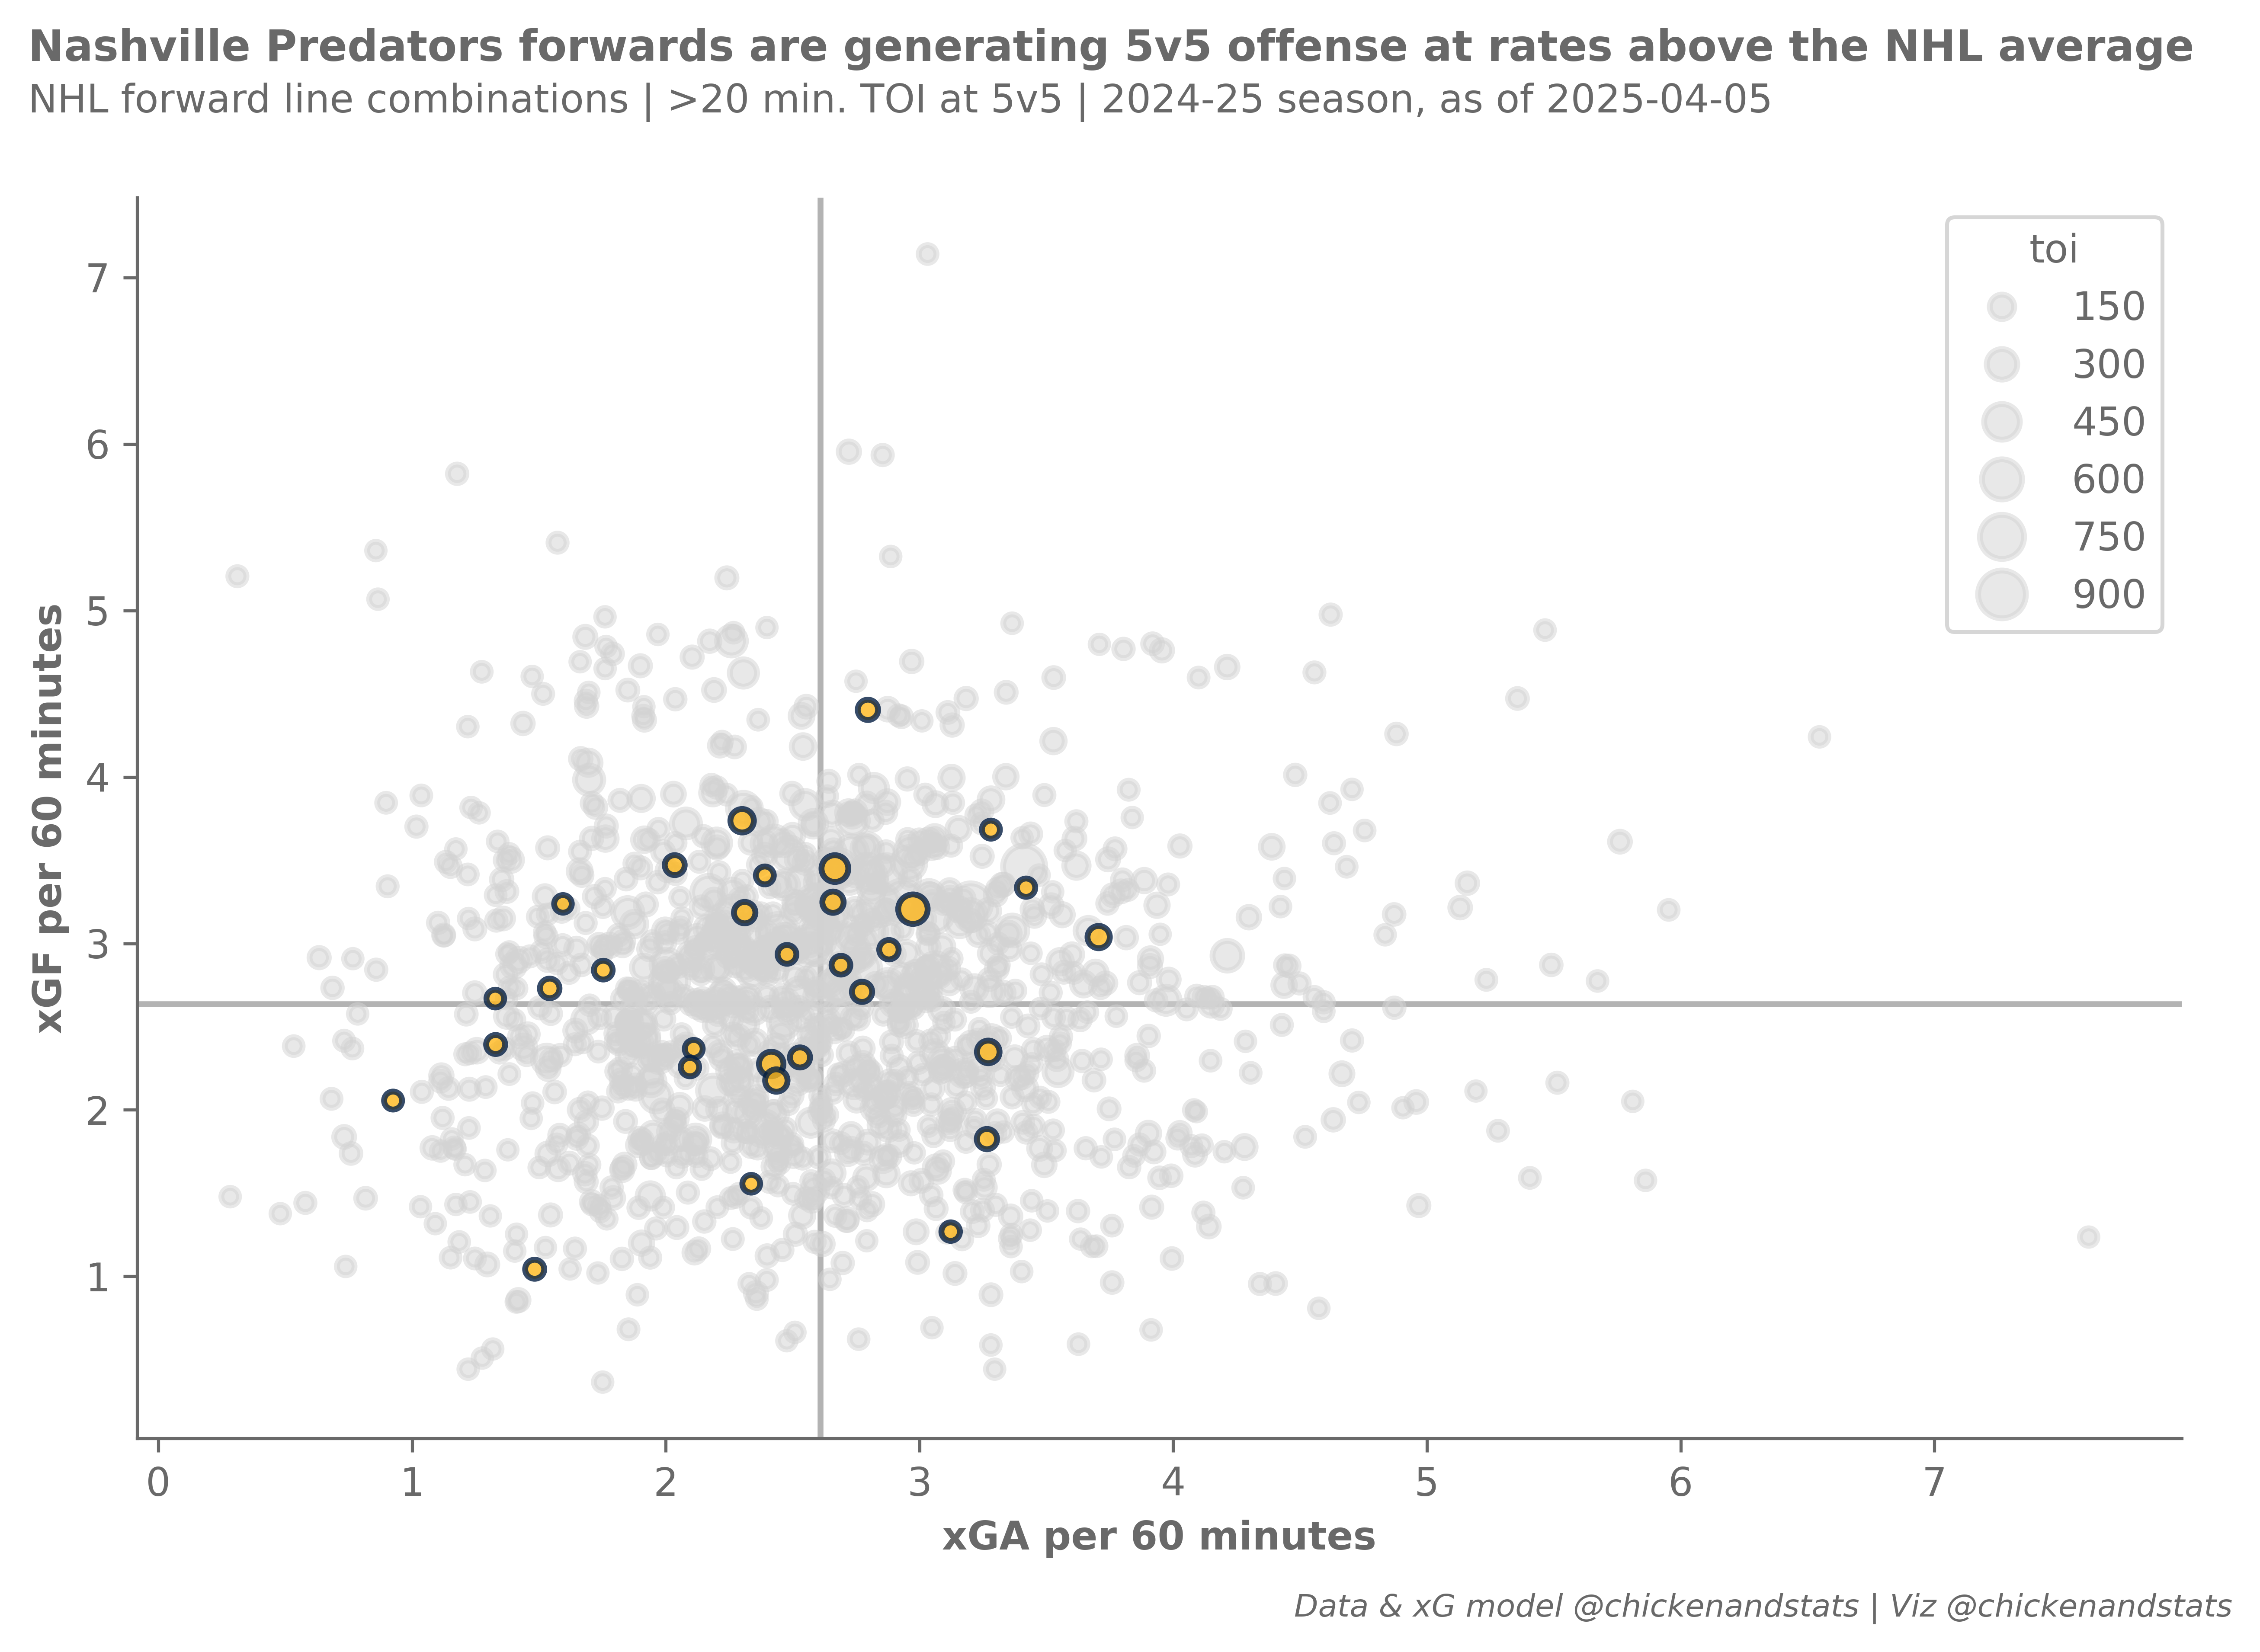 Nashville Predators forwards are generating 5v5 offense at rates above the NHL average
NHL forward line combinations | >20 min. TOI at 5v5 | 2024-25 season, as of 2025-04-05
toi
150
300
450
600
750
900
7
6
5
4
3
2
1
xGF per 60 minutes
0 1 2 3 4 5 6 7
xGA per 60 minutes
Data & xG model @chickenandstats | Viz @chickenandstats